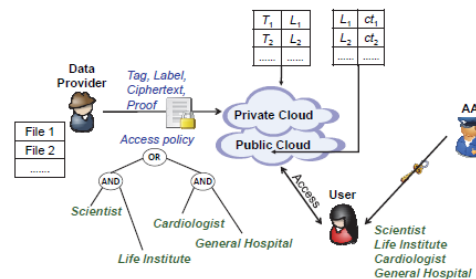 T1 L1
T2 L2
...... ......
L1 ct1
L2 ct2
...... ......
Data
Provider
Tag, Label,
Ciphertext,
Proof
Private Cloud
Public Cloud
AA
File 1
File 2
.......
Access policy
OR
AND
AND
Scientist
Cardiologist
Life Institute
General Hospital
Access
User
Scientist
Life Institute
Cardiologist
General Hospital